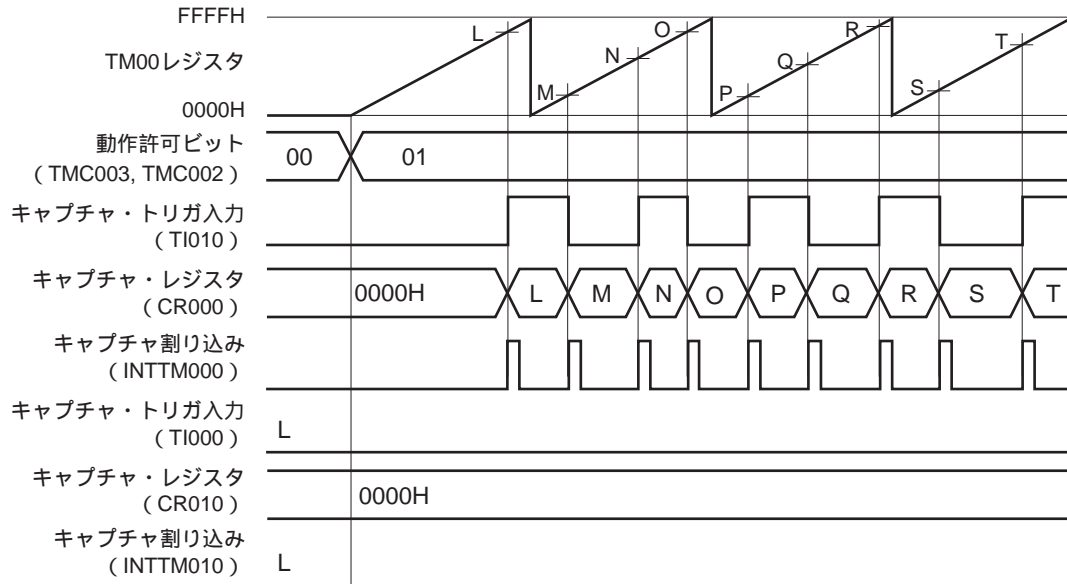 FFFFH
TM00レジスタ
0000H
L M N O P Q R S T
動作許可ビット
（TMC003, TMC002）
00 01
キャプチャ・トリガ入力
（TI010）
キャプチャ・レジスタ
（CR000）
0000H L M N O P Q R S T
キャプチャ割り込み
（INTTM000）
キャプチャ・トリガ入力
（TI000）
L
キャプチャ・レジスタ
（CR010）
0000H
キャプチャ割り込み
（INTTM010）
L